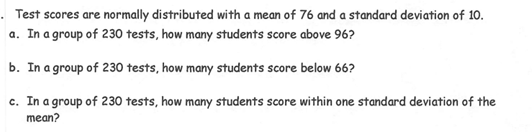 . Test scores are normally distributed with a mean of 76 and a standard deviation of 10.
a. In a group of 230 tests, how many students score above 96?
b. In a group of 230 tests, how many students score below 66?
c. In a group of 230 tests, how many students score within one standard deviation of the
mean?